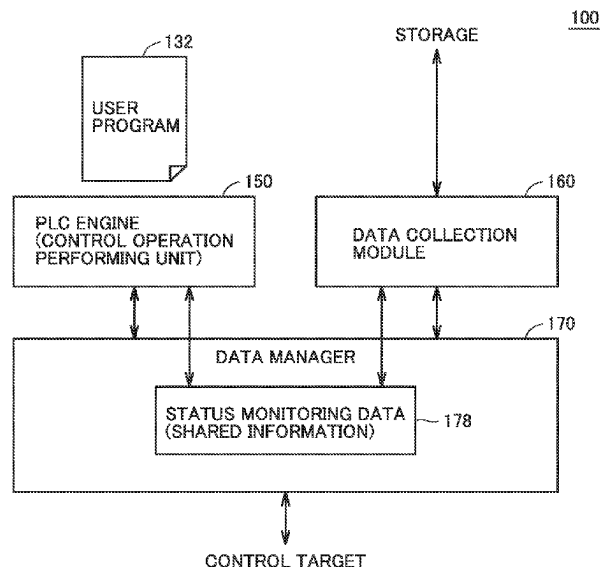 100
132
STORAGE
USER
PROGRAM
150
160
PLC ENGINE
(CONTROL OPERATION
PERFORMING UNIT)
DATA COLLECTION
MODULE
170
DATA MANAGER
STATUS MONITORING DATA
(SHARED INFORMATION)
178
CONTROL TARGET